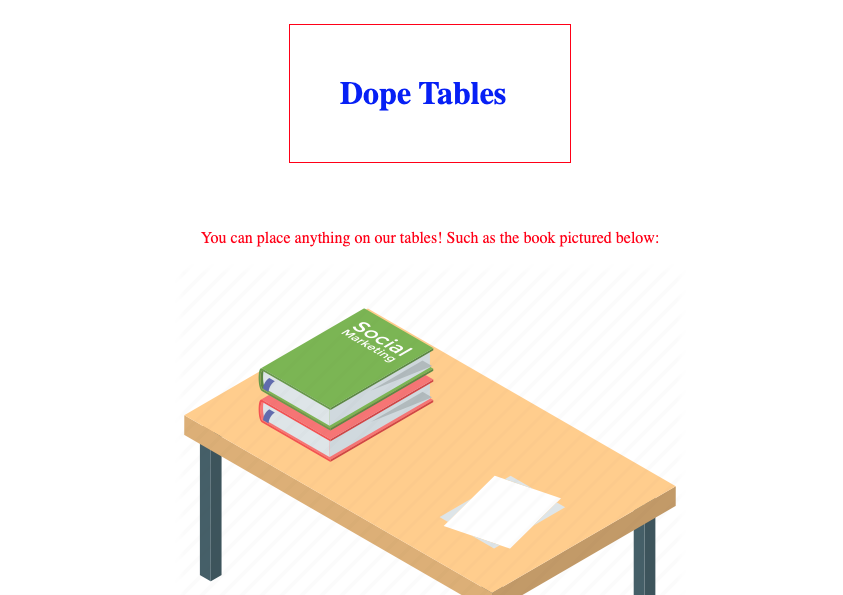 Dope Tables
You can place anything on our tables! Such as the book pictured below:
Social
Marketing